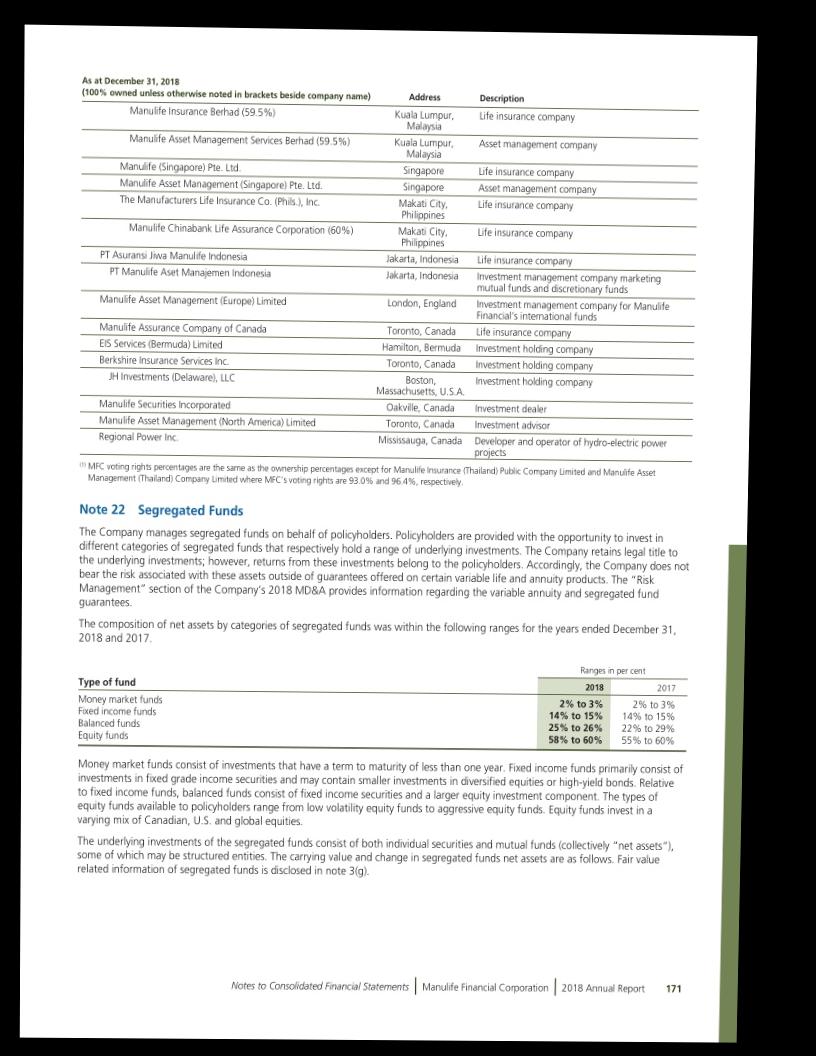 As at December 31, 2018
(100% owned unless otherwise noted in brackets beside company name) Address Description
Manulife Insurance Berhad (59.5%) Kuala Lumpur, Life insurance company
Malaysia
Manulife Asset Management Services Berhad (59.5%) Kuala Lumpur, Asset management company
Malaysia
Manulife (Singapore) Pte. Ltd. Singapore Life insurance company
Manulife Asset Management (Singapore) Pte. Ltd. Singapore Asset management company
The Manufacturers Life Insurance Co. (Phils.), Inc. Makati City, Life insurance company
Philippines
Manulife Chinabank Life Assurance Corporation (60%) Makati City, Life insurance company
Philippines
PT Asuransi Jiwa Manulife Indonesia Jakarta, Indonesia Life insurance company
PT Manulife Aset Manajemen Indonesia Jakarta, Indonesia Investment management company marketing
mutual funds and discretionary funds
Manulife Asset Management (Europe) Limited London, England Investment management company for Manulife
Financial's international funds
Manulife Assurance Company of Canada Toronto, Canada Life insurance company
EIS Services (Bermuda) Limited Hamilton, Bermuda Investment holding company
Berkshire Insurance Services Inc. Toronto, Canada Investment holding company
JH Investments (Delaware), LLC Boston, Investment holding company
Massachusetts, U.S.A.
Manulife Securities Incorporated Oakville, Canada Investment dealer
Manulife Asset Management (North America) Limited Toronto, Canada Investment advisor
Regional Power Inc. Mississauga, Canada Developer and operator of hydro-electric power
projects
(1) MFC voting rights percentages are the same as the ownership percentages except for Manulife Insurance (Thailand) Public Company Limited and Manulife Asset
Management (Thailand) Company Limited where MFC's voting rights are 93.0% and 96.4%, respectively.
Note 22 Segregated Funds
The Company manages segregated funds on behalf of policyholders. Policyholders are provided with the opportunity to invest in
different categories of segregated funds that respectively hold a range of underlying investments. The Company retains legal title to
the underlying investments; however, returns from these investments belong to the policyholders. Accordingly, the Company does not
bear the risk associated with these assets outside of guarantees offered on certain variable life and annuity products. The "Risk
Management" section of the Company's 2018 MD&A provides information regarding the variable annuity and segregated fund
guarantees.
The composition of net assets by categories of segregated funds was within the following ranges for the years ended December 31,
2018 and 2017.
Ranges in per cent
Type of fund 2018 2017
Money market funds 2% to 3% 2% to 3%
Fixed income funds 14% to 15% 14% to 15%
Balanced funds 25% to 26% 22% to 29%
Equity funds 58% to 60% 55% to 60%
Money market funds consist of investments that have a term to maturity of less than one year. Fixed income funds primarily consist of
investments in fixed grade income securities and may contain smaller investments in diversified equities or high-yield bonds. Relative
to fixed income funds, balanced funds consist of fixed income securities and a larger equity investment component. The types of
equity funds available to policyholders range from low volatility equity funds to aggressive equity funds. Equity funds invest in a
varying mix of Canadian, U.S. and global equities.
The underlying investments of the segregated funds consist of both individual securities and mutual funds (collectively "net assets"),
some of which may be structured entities. The carrying value and change in segregated funds net assets are as follows. Fair value
related information of segregated funds is disclosed in note 3(g).
Notes to Consolidated Financial Statements | Manulife Financial Corporation | 2018 Annual Report 171